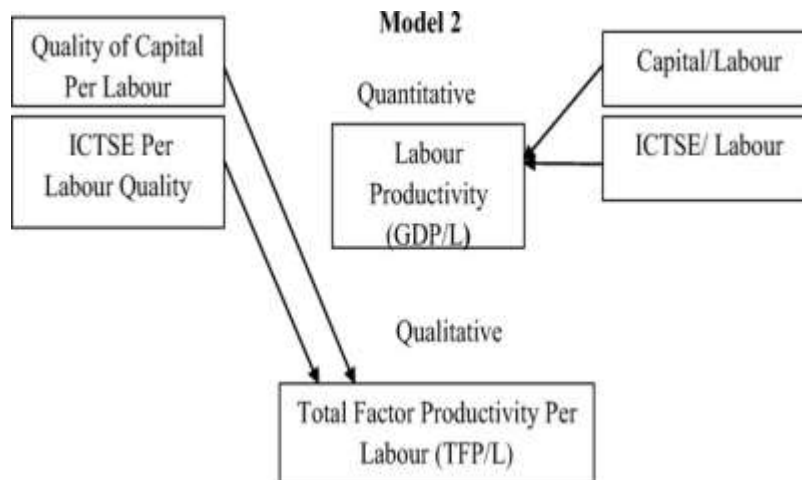 Model 2
Quality of Capital
Per Labour
Quantitative
Capital/Labour
ICTSE Per
Labour Quality
Labour
Productivity
(GDP/L)
ICTSE/ Labour
Qualitative
Total Factor Productivity Per
Labour (TFP/L)